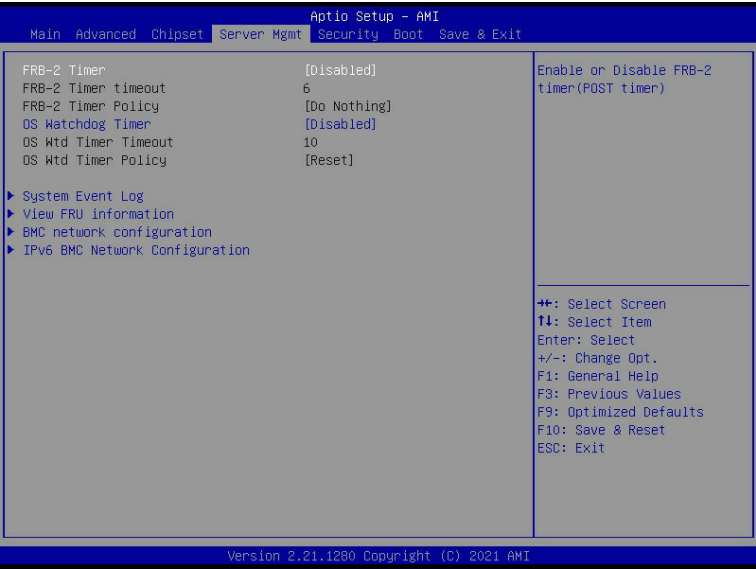 Aptio Setup – AMI
Main Advanced Chipset Server Mgmt Security Boot Save & Exit
FRB-2 Timer [Disabled]
FRB-2 Timer timeout 6
FRB-2 Timer Policy [Do Nothing]
OS Watchdog Timer [Disabled]
OS Wtd Timer Timeout 10
OS Wtd Timer Policy [Reset]
System Event Log
View FRU information
BMC network configuration
IPv6 BMC Network Configuration
Enable or Disable FRB-2
timer(POST timer)
→←: Select Screen
↑↓: Select Item
Enter: Select
+/-: Change Opt.
F1: General Help
F3: Previous Values
F9: Optimized Defaults
F10: Save & Reset
ESC: Exit
Version 2.21.1280 Copyright (C) 2021 AMI